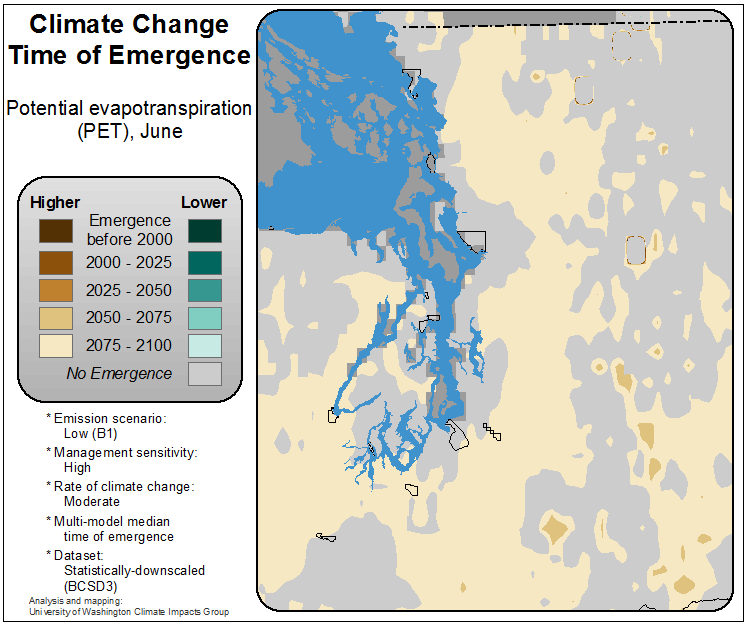 Climate Change
Time of Emergence
Potential evapotranspiration
(PET), June
Higher Lower
Emergence
before 2000
2000 - 2025
2025 - 2050
2050 - 2075
2075 - 2100
No Emergence
* Emission scenario:
Low (B1)
* Management sensitivity:
High
* Rate of climate change:
Moderate
* Multi-model median
time of emergence
* Dataset:
Statistically-downscaled
(BCSD3)
Analysis and mapping:
University of Washington Climate Impacts Group